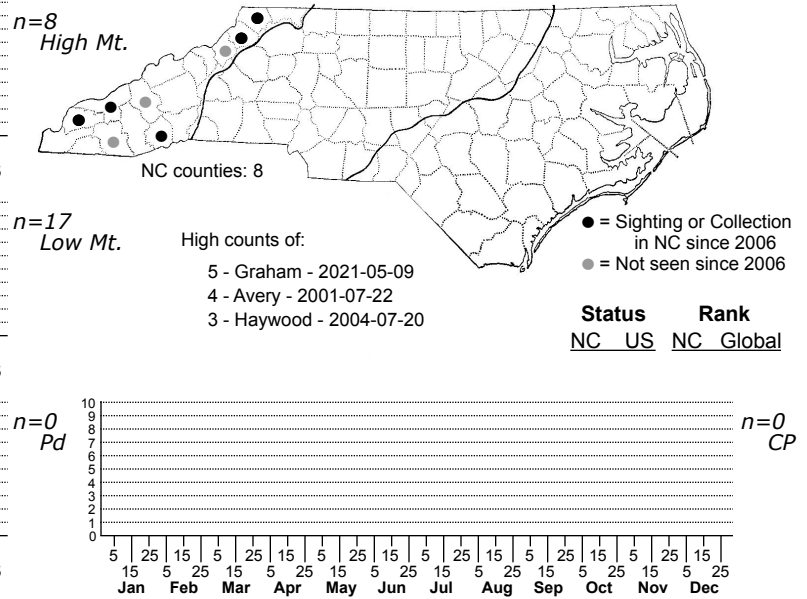 n=8
High Mt.
NC counties: 8
n=17
Low Mt.
High counts of:
5 - Graham - 2021-05-09
4 - Avery - 2001-07-22
3 - Haywood - 2004-07-20
= Sighting or Collection
in NC since 2006
= Not seen since 2006
Status Rank
NC US NC Global
n=0
Pd
10
9
8
7
6
5
4
3
2
1
0
n=0
CP
5 25 15 5 25 15 5 25 15 5 25 15 5 25 15 5 25 15
15 5 25 15 5 25 15 5 25 15 5 25 15 5 25 15 5 25
Jan Feb Mar Apr May Jun Jul Aug Sep Oct Nov Dec